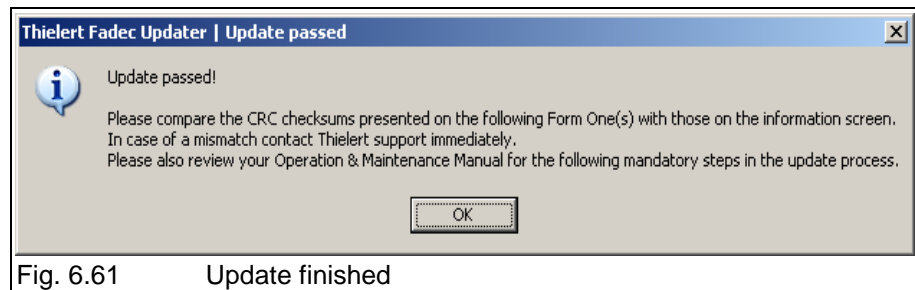 Thielert Fadec Updater | Update passed
Update passed!
Please compare the CRC checksums presented on the following Form One(s) with those on the information screen.
In case of a mismatch contact Thielert support immediately.
Please also review your Operation & Maintenance Manual for the following mandatory steps in the update process.
OK
Fig. 6.61 Update finished